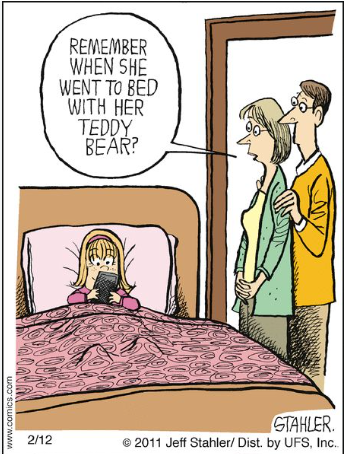 REMEMBER
WHEN SHE
WENT TO BED
WITH HER
TEDDY
BEAR?
www.comics.com
STAHLER.
2/12
© 2011 Jeff Stahler/ Dist. by UFS, Inc.